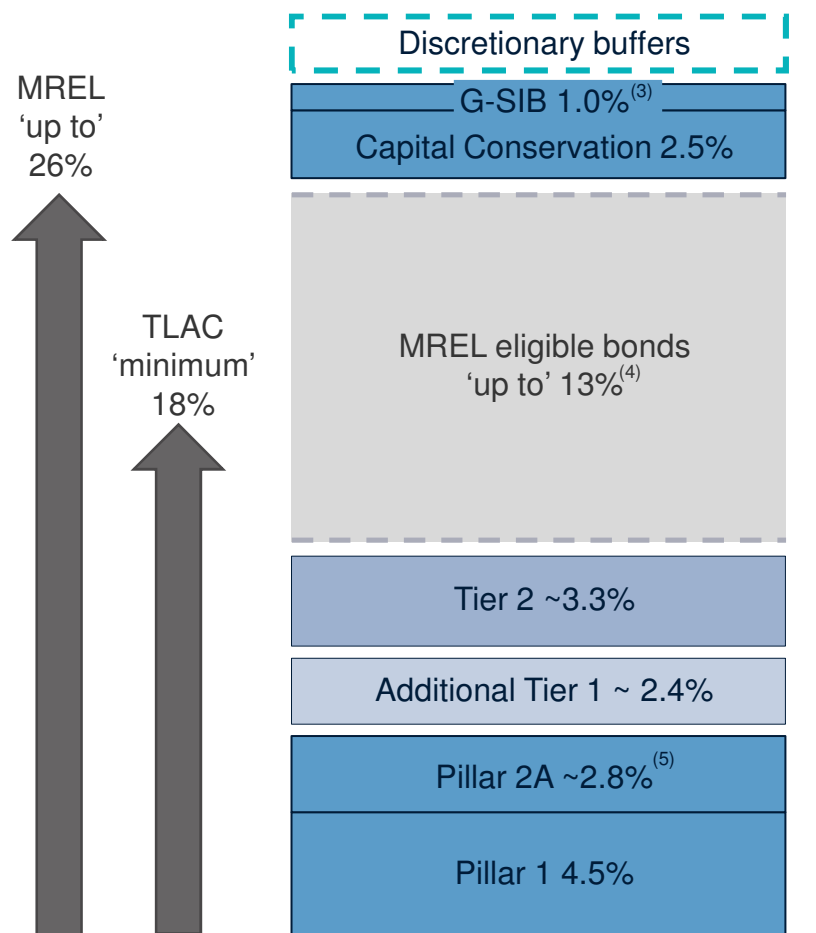 Discretionary buffers
MREL
‘up to’
26%
G-SIB 1.0%(3)
Capital Conservation 2.5%
TLAC
‘minimum’
18%
MREL eligible bonds
‘up to’ 13%(4)
Tier 2 ~3.3%
Additional Tier 1 ~ 2.4%
Pillar 2A ~2.8%(5)
Pillar 1 4.5%